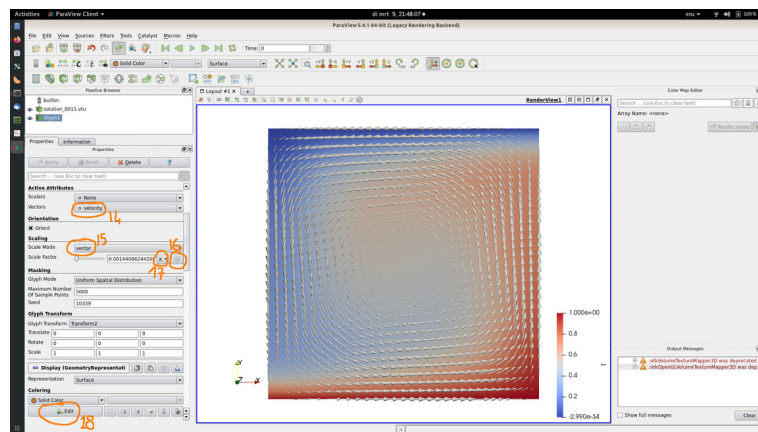 Activities
ParaView Client
di mrt 9, 21:48:07
ens
100%
ParaView 5.4.1 64-bit (Legacy Rendering Backend)
File Edit View Sources Filters Tools Catalyst Macros Help
Time: 0
Solid Color
Surface
Pipeline Browser
builtin:
solution_0011.vtu
Glyph1
Properties Information
Properties
Apply Reset Delete ?
Search ... (use Esc to clear text)
Active Attributes
Scalars None
Vectors velocity 14
Orientation
Orient
Scaling 15 16
Scale Mode vector
Scale Factor 0.0014408624420 X
17
Masking
Glyph Mode Uniform Spatial Distribution
Maximum Number
Of Sample Points 5000
Seed 10339
Glyph Transform
Glyph Transform Transform2
Translate 0 0 0
Rotate 0 0 0
Scale 1 1 1
Display (GeometryRepresentati
Representation Surface
Coloring
Solid Color
Edit
18
Layout #1
3D
RenderView1
1.000e+00
0.8
0.6
0.4
0.2
-2.990e-34
T
Y
Z X
Color Map Editor
Search ... (use Esc to clear text)
Array Name: <none>
Render Views
Output Messages
vtkVolumeTextureMapper3D was deprecated
vtkOpenGLVolumeTextureMapper3D was dep
Show full messages
Clear